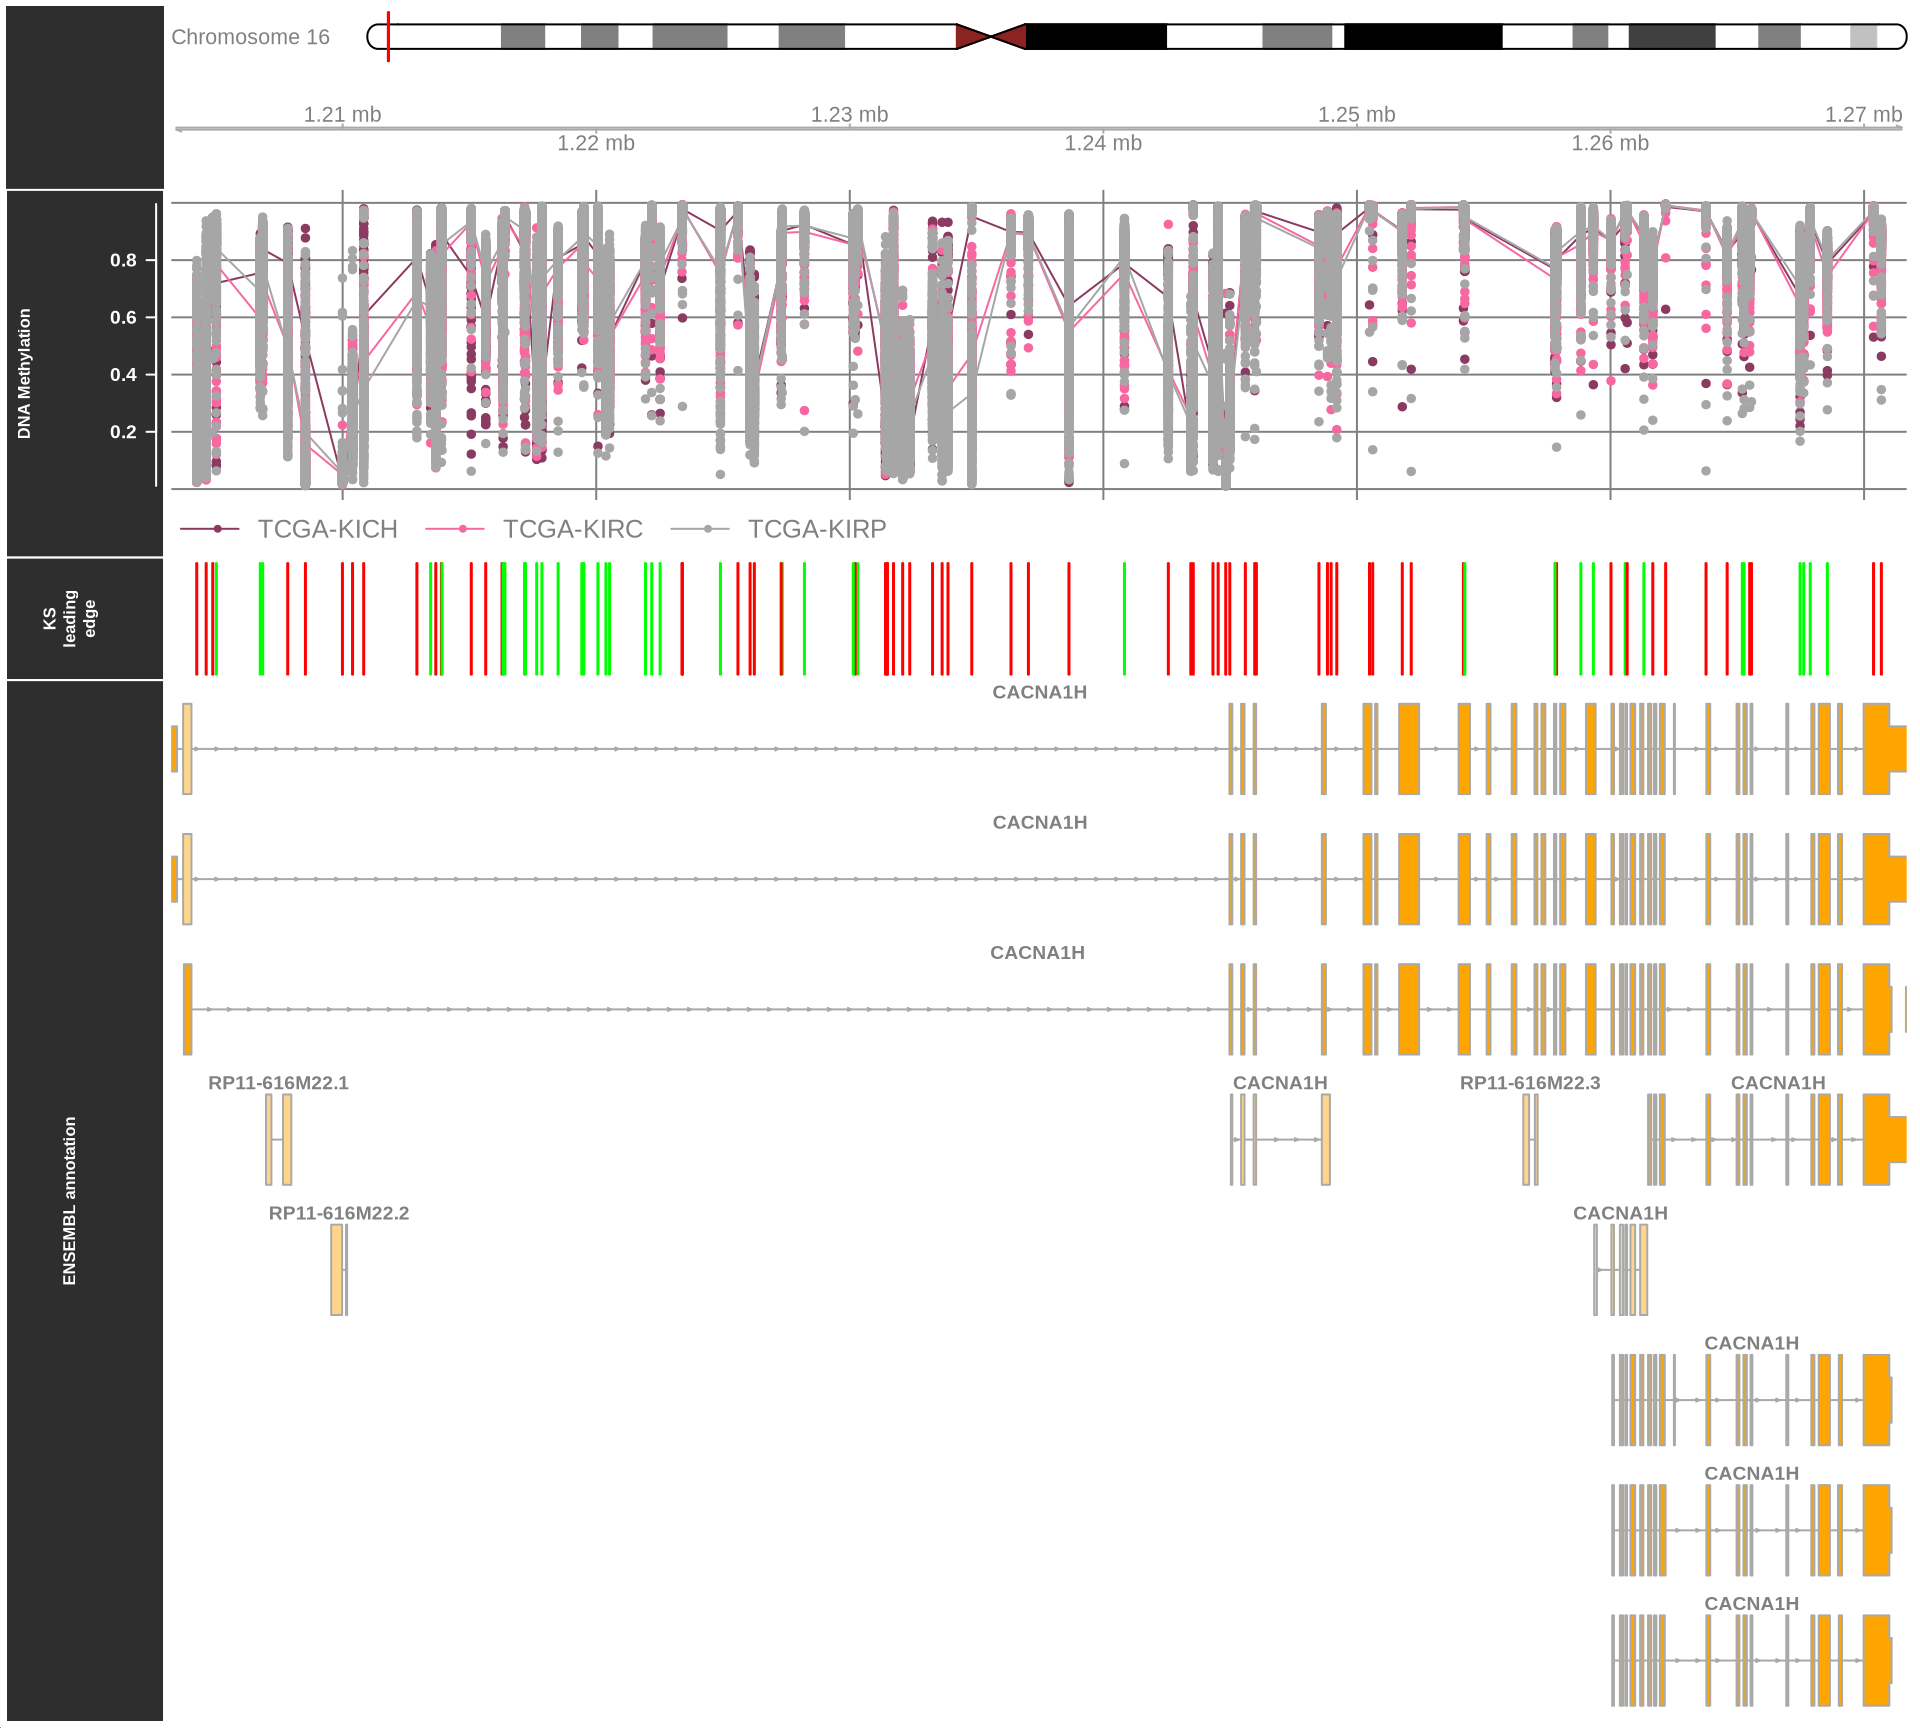 Chromosome 16
1.21 mb 1.23 mb 1.25 mb 1.27 mb
1.22 mb 1.24 mb 1.26 mb
DNA Methylation
0.8
0.6
0.4
0.2
TCGA-KICH TCGA-KIRC TCGA-KIRP
KS
leading
edge
ENSEMBL annotation
CACNA1H
CACNA1H
CACNA1H
RP11-616M22.1 CACNA1H RP11-616M22.3 CACNA1H
RP11-616M22.2 CACNA1H
CACNA1H
CACNA1H
CACNA1H